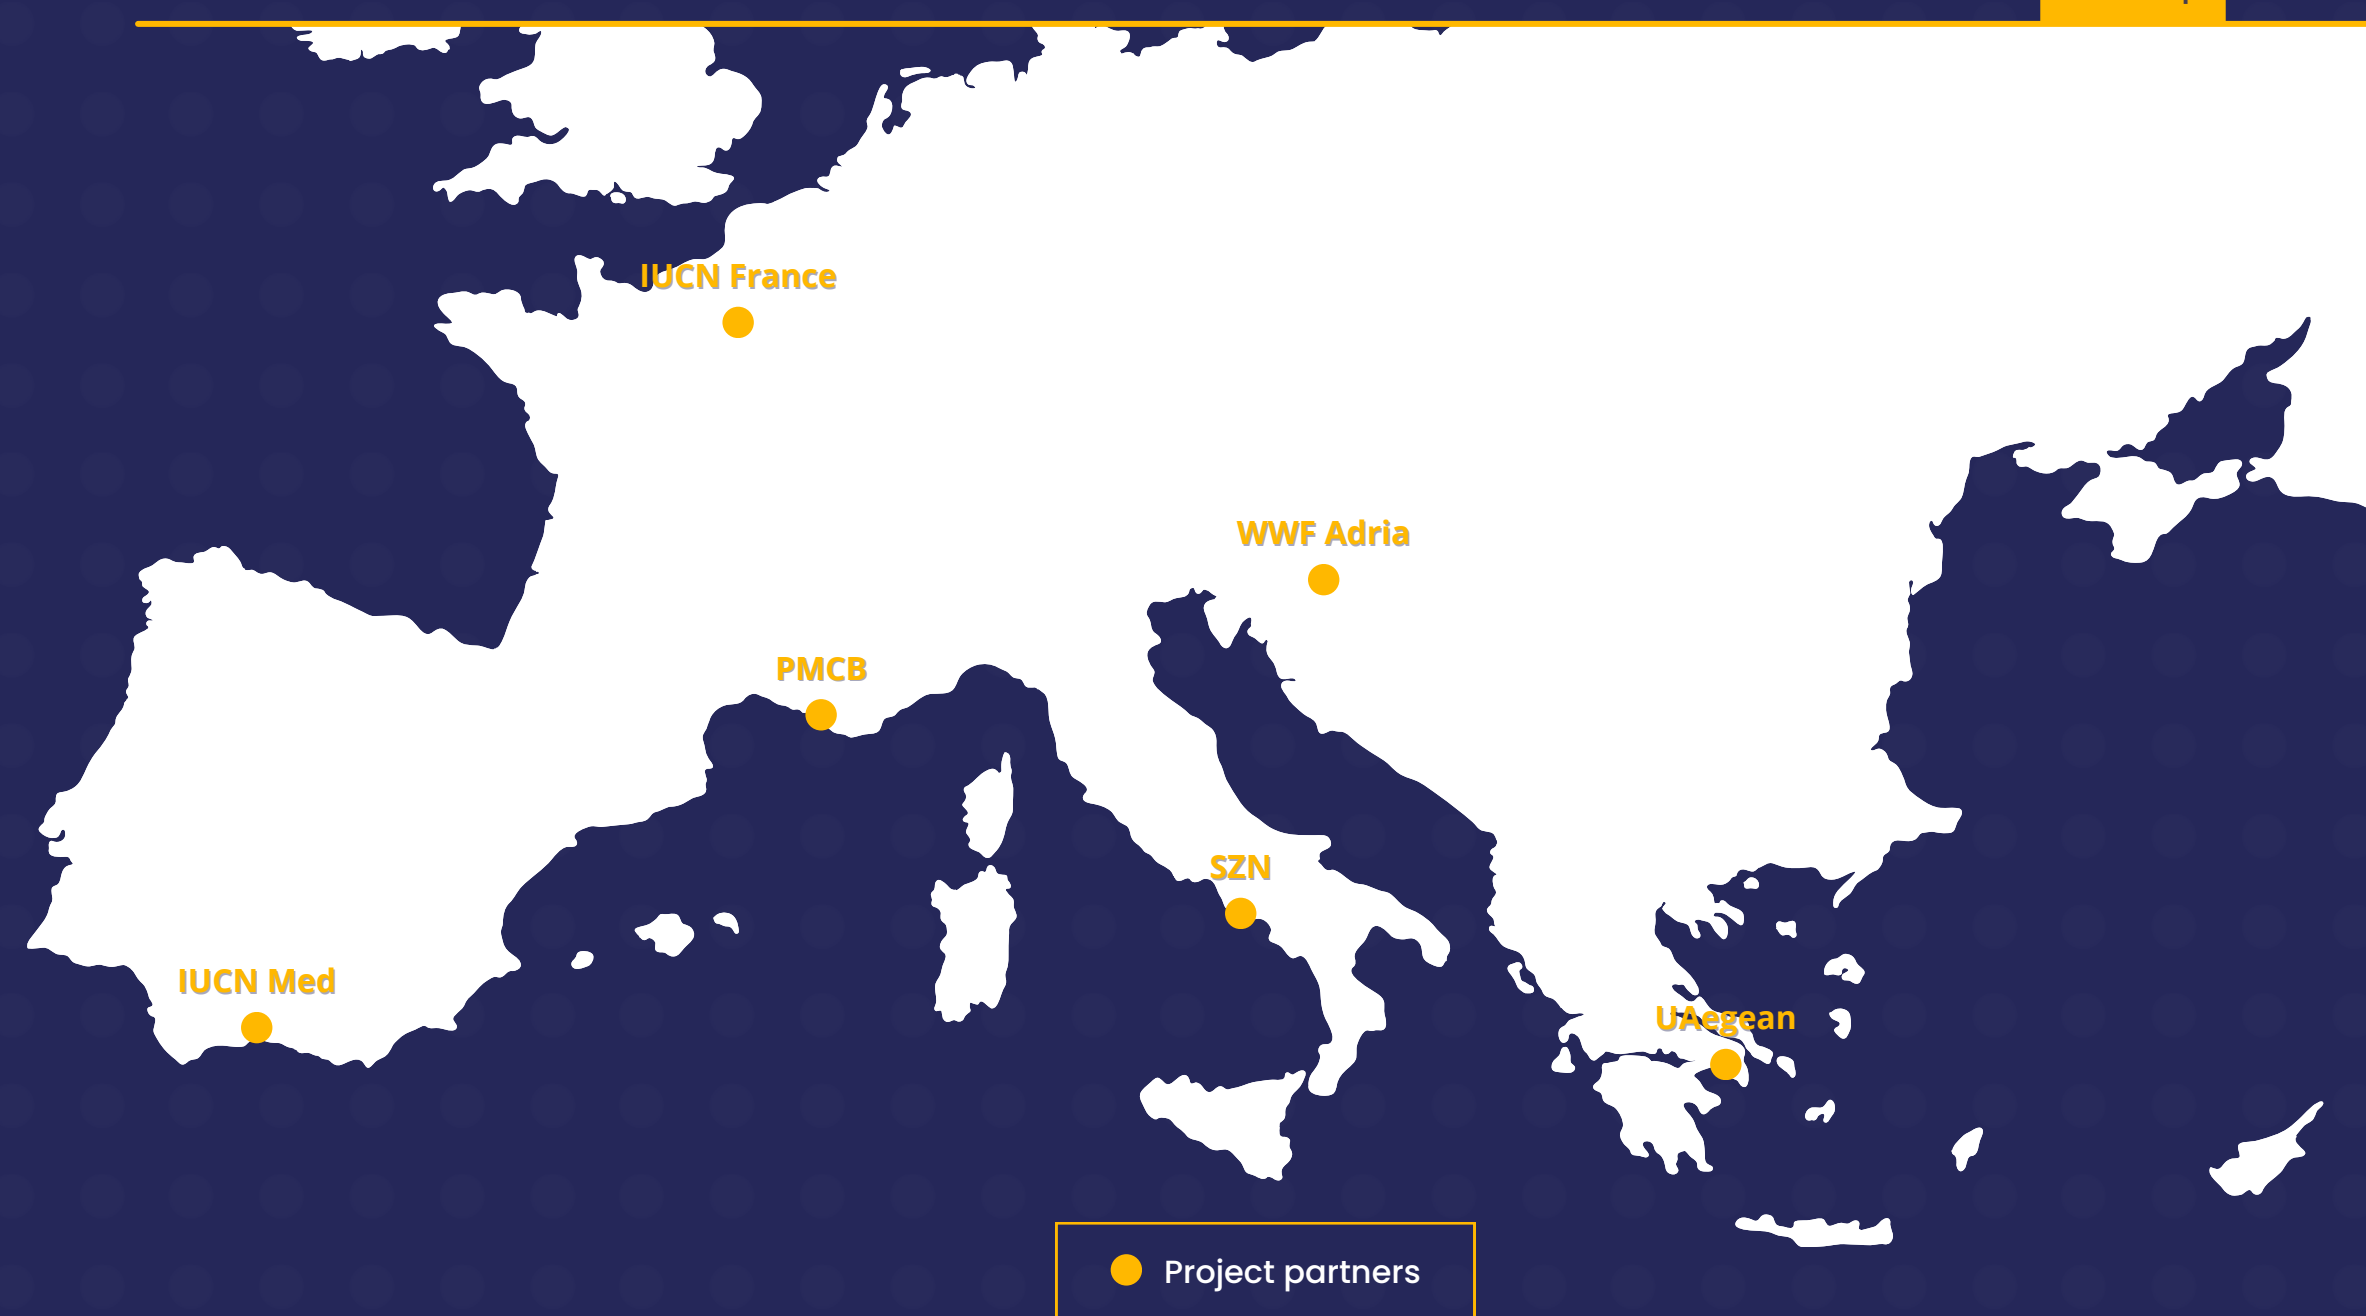 IUCN France
WWF Adria
PMCB
SZN
IUCN Med
UAegean
Project partners